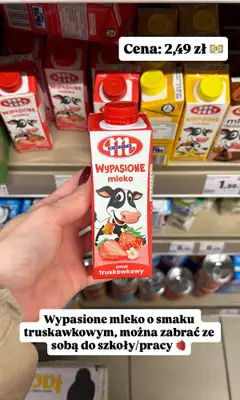 Cena: 2,49 zł 💵
WYPASIONE
mleko
smak
truskawkowy
Wypasione mleko o smaku
truskawkowym, można zabrać ze
sobą do szkoły/pracy 🍓